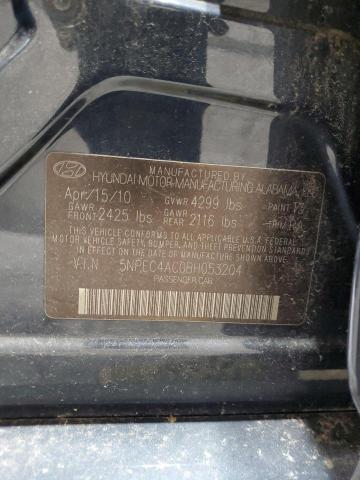 MANUFACTURED BY
HYUNDAI MOTOR MANUFACTURING ALABAMA,
Apr/15/10 GVWR 4299 lbs PAINT
GAWR FRONT 2425 lbs GAWR REAR 2116 lbs TRIM
THIS VEHICLE CONFORMS TO ALL APPLICABLE U.S. FEDERAL
MOTOR VEHICLE SAFETY, BUMPER, AND THEFT PREVENTION STANDARDS
IN EFFECT ON THE DATE OF MANUFACTURE SHOWN ABOVE.
V.I.N 5NPEC4AC0BH053204
PASSENGER CAR